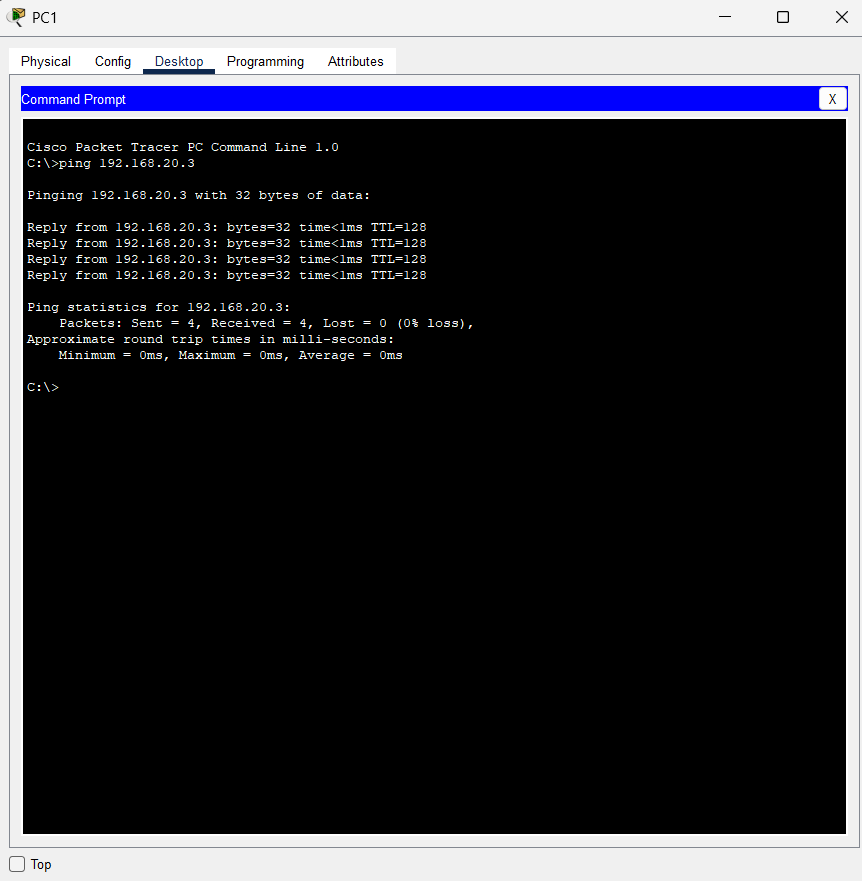 PC1
Physical Config Desktop Programming Attributes
Command Prompt X
Cisco Packet Tracer PC Command Line 1.0
C:\>ping 192.168.20.3
Pinging 192.168.20.3 with 32 bytes of data:
Reply from 192.168.20.3: bytes=32 time<1ms TTL=128
Reply from 192.168.20.3: bytes=32 time<1ms TTL=128
Reply from 192.168.20.3: bytes=32 time<1ms TTL=128
Reply from 192.168.20.3: bytes=32 time<1ms TTL=128
Ping statistics for 192.168.20.3:
    Packets: Sent = 4, Received = 4, Lost = 0 (0% loss),
Approximate round trip times in milli-seconds:
    Minimum = 0ms, Maximum = 0ms, Average = 0ms
C:\>
Top